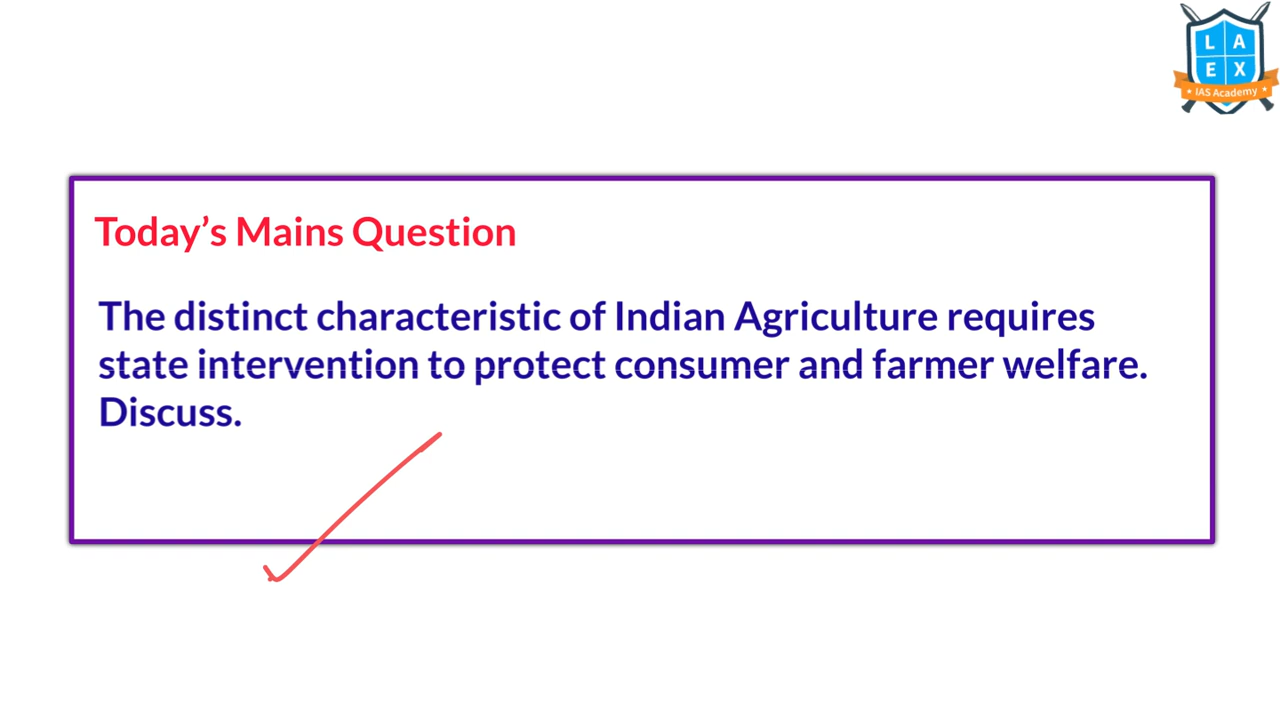 L A
E X
IAS Academy
Today's Mains Question
The distinct characteristic of Indian Agriculture requires
state intervention to protect consumer and farmer welfare.
Discuss.